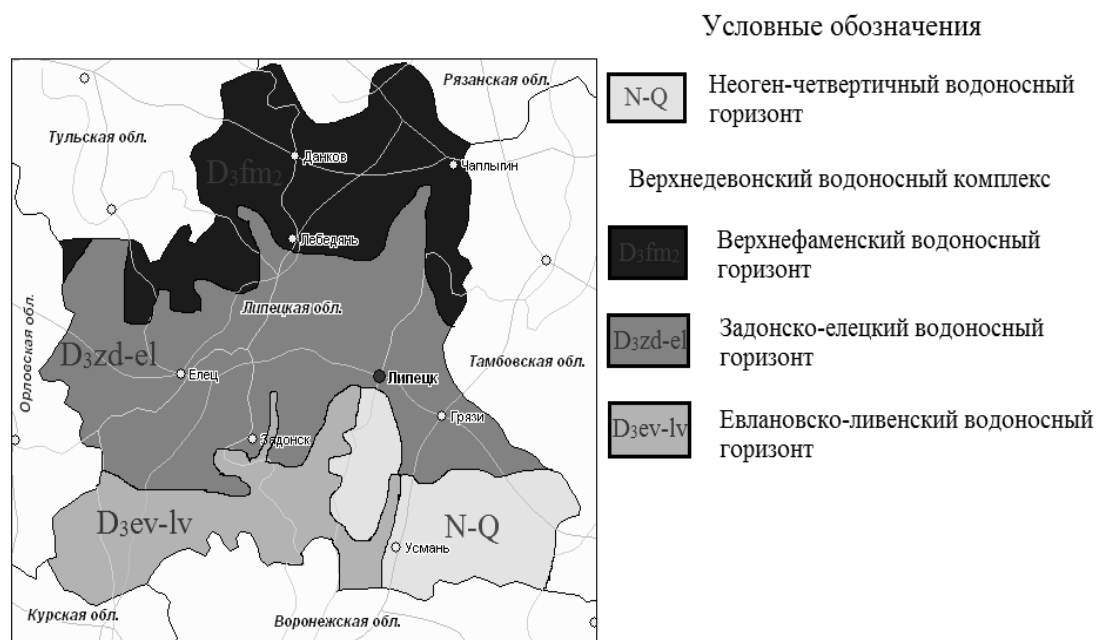 Условные обозначения
N-Q
Неоген-четвертичный водоносный
горизонт
Верхнедевонский водоносный комплекс
D₃fm₂
Верхнефаменский водоносный
горизонт
D₃zd-el
Задонско-елецкий водоносный
горизонт
D₃ev-lv
Евлановско-ливенский водоносный
горизонт
Рязанская обл.
Тульская обл.
Данков
Чаплыгин
D₃fm₂
Лебедянь
Липецкая обл.
Орловская обл.
D₃zd-el
Тамбовская обл.
Елец
Липецк
Грязи
Задонск
D₃ev-lv
N-Q
Усмань
Курская обл.
Воронежская обл.